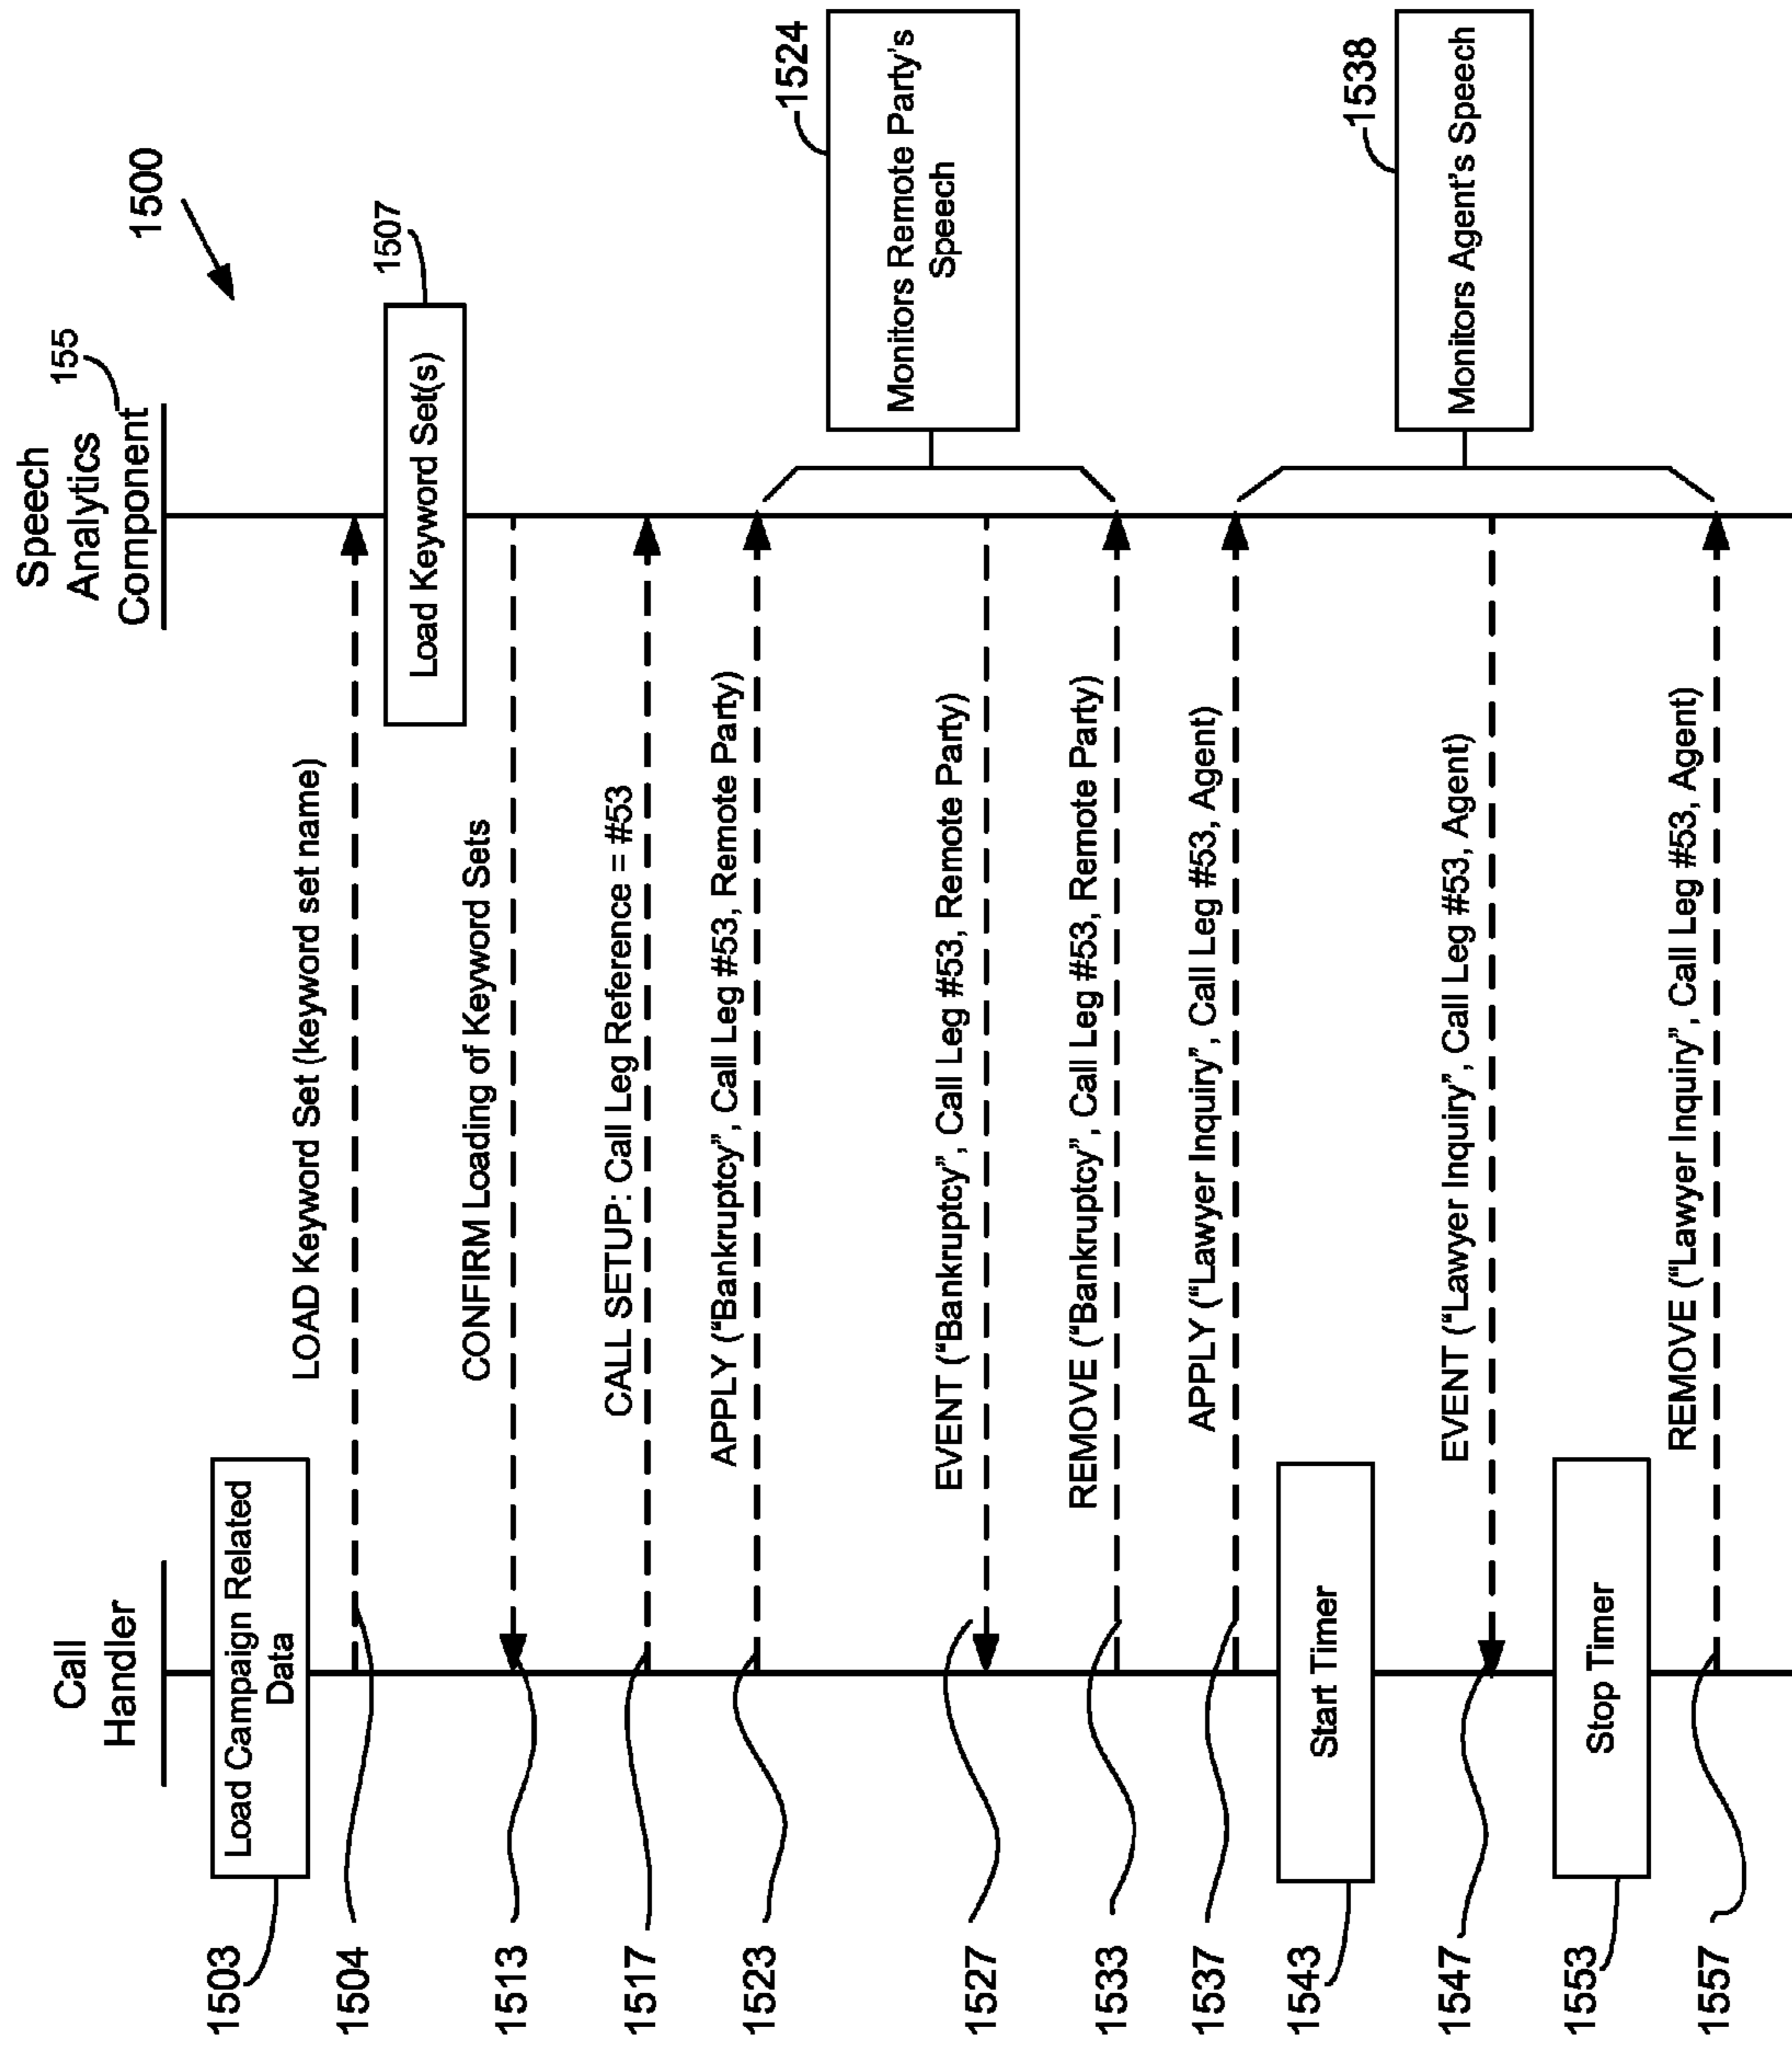 Call
Handler
Speech
Analytics
Component
155
1500
1503
Load Campaign Related
Data
1504
LOAD Keyword Set (keyword set name)
Load Keyword Set(s)
1507
1513
CONFIRM Loading of Keyword Sets
1517
CALL SETUP: Call Leg Reference = #53
1523
APPLY (“Bankruptcy”, Call Leg #53, Remote Party)
1524
Monitors Remote Party's
Speech
1527
EVENT (“Bankruptcy”, Call Leg #53, Remote Party)
1533
REMOVE (“Bankruptcy”, Call Leg #53, Remote Party)
1537
APPLY (“Lawyer Inquiry”, Call Leg #53, Agent)
1538
Monitors Agent's Speech
1543
Start Timer
1547
EVENT (“Lawyer Inquiry”, Call Leg #53, Agent)
1553
Stop Timer
1557
REMOVE (“Lawyer Inquiry”, Call Leg #53, Agent)